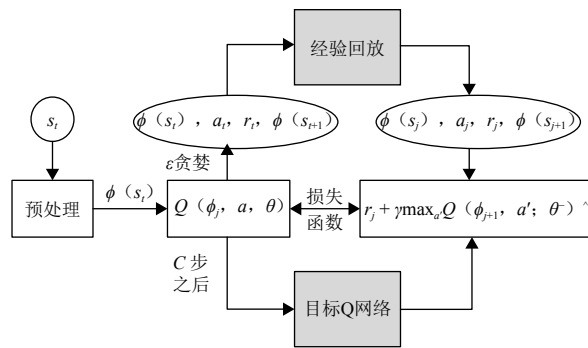 经验回放
s_t
ϕ（s_t），a_t，r_t，ϕ（s_{t+1}）
ϕ（s_j），a_j，r_j，ϕ（s_{j+1}）
ε贪婪
预处理
ϕ（s_t）
Q（ϕ_j，a，θ）
损失
函数
r_j + γmax_{a′}Q（ϕ_{j+1}，a′；θ⁻）
C 步
之后
目标Q网络